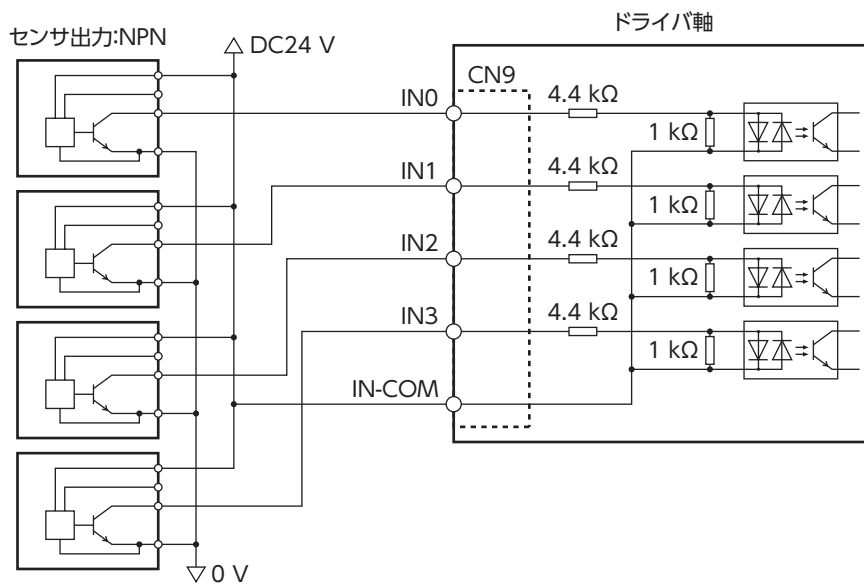 ドライバ軸
センサ出力:NPN
DC24 V
CN9
IN0
4.4 kΩ
1 kΩ
IN1
4.4 kΩ
1 kΩ
IN2
4.4 kΩ
1 kΩ
IN3
4.4 kΩ
1 kΩ
IN-COM
0 V